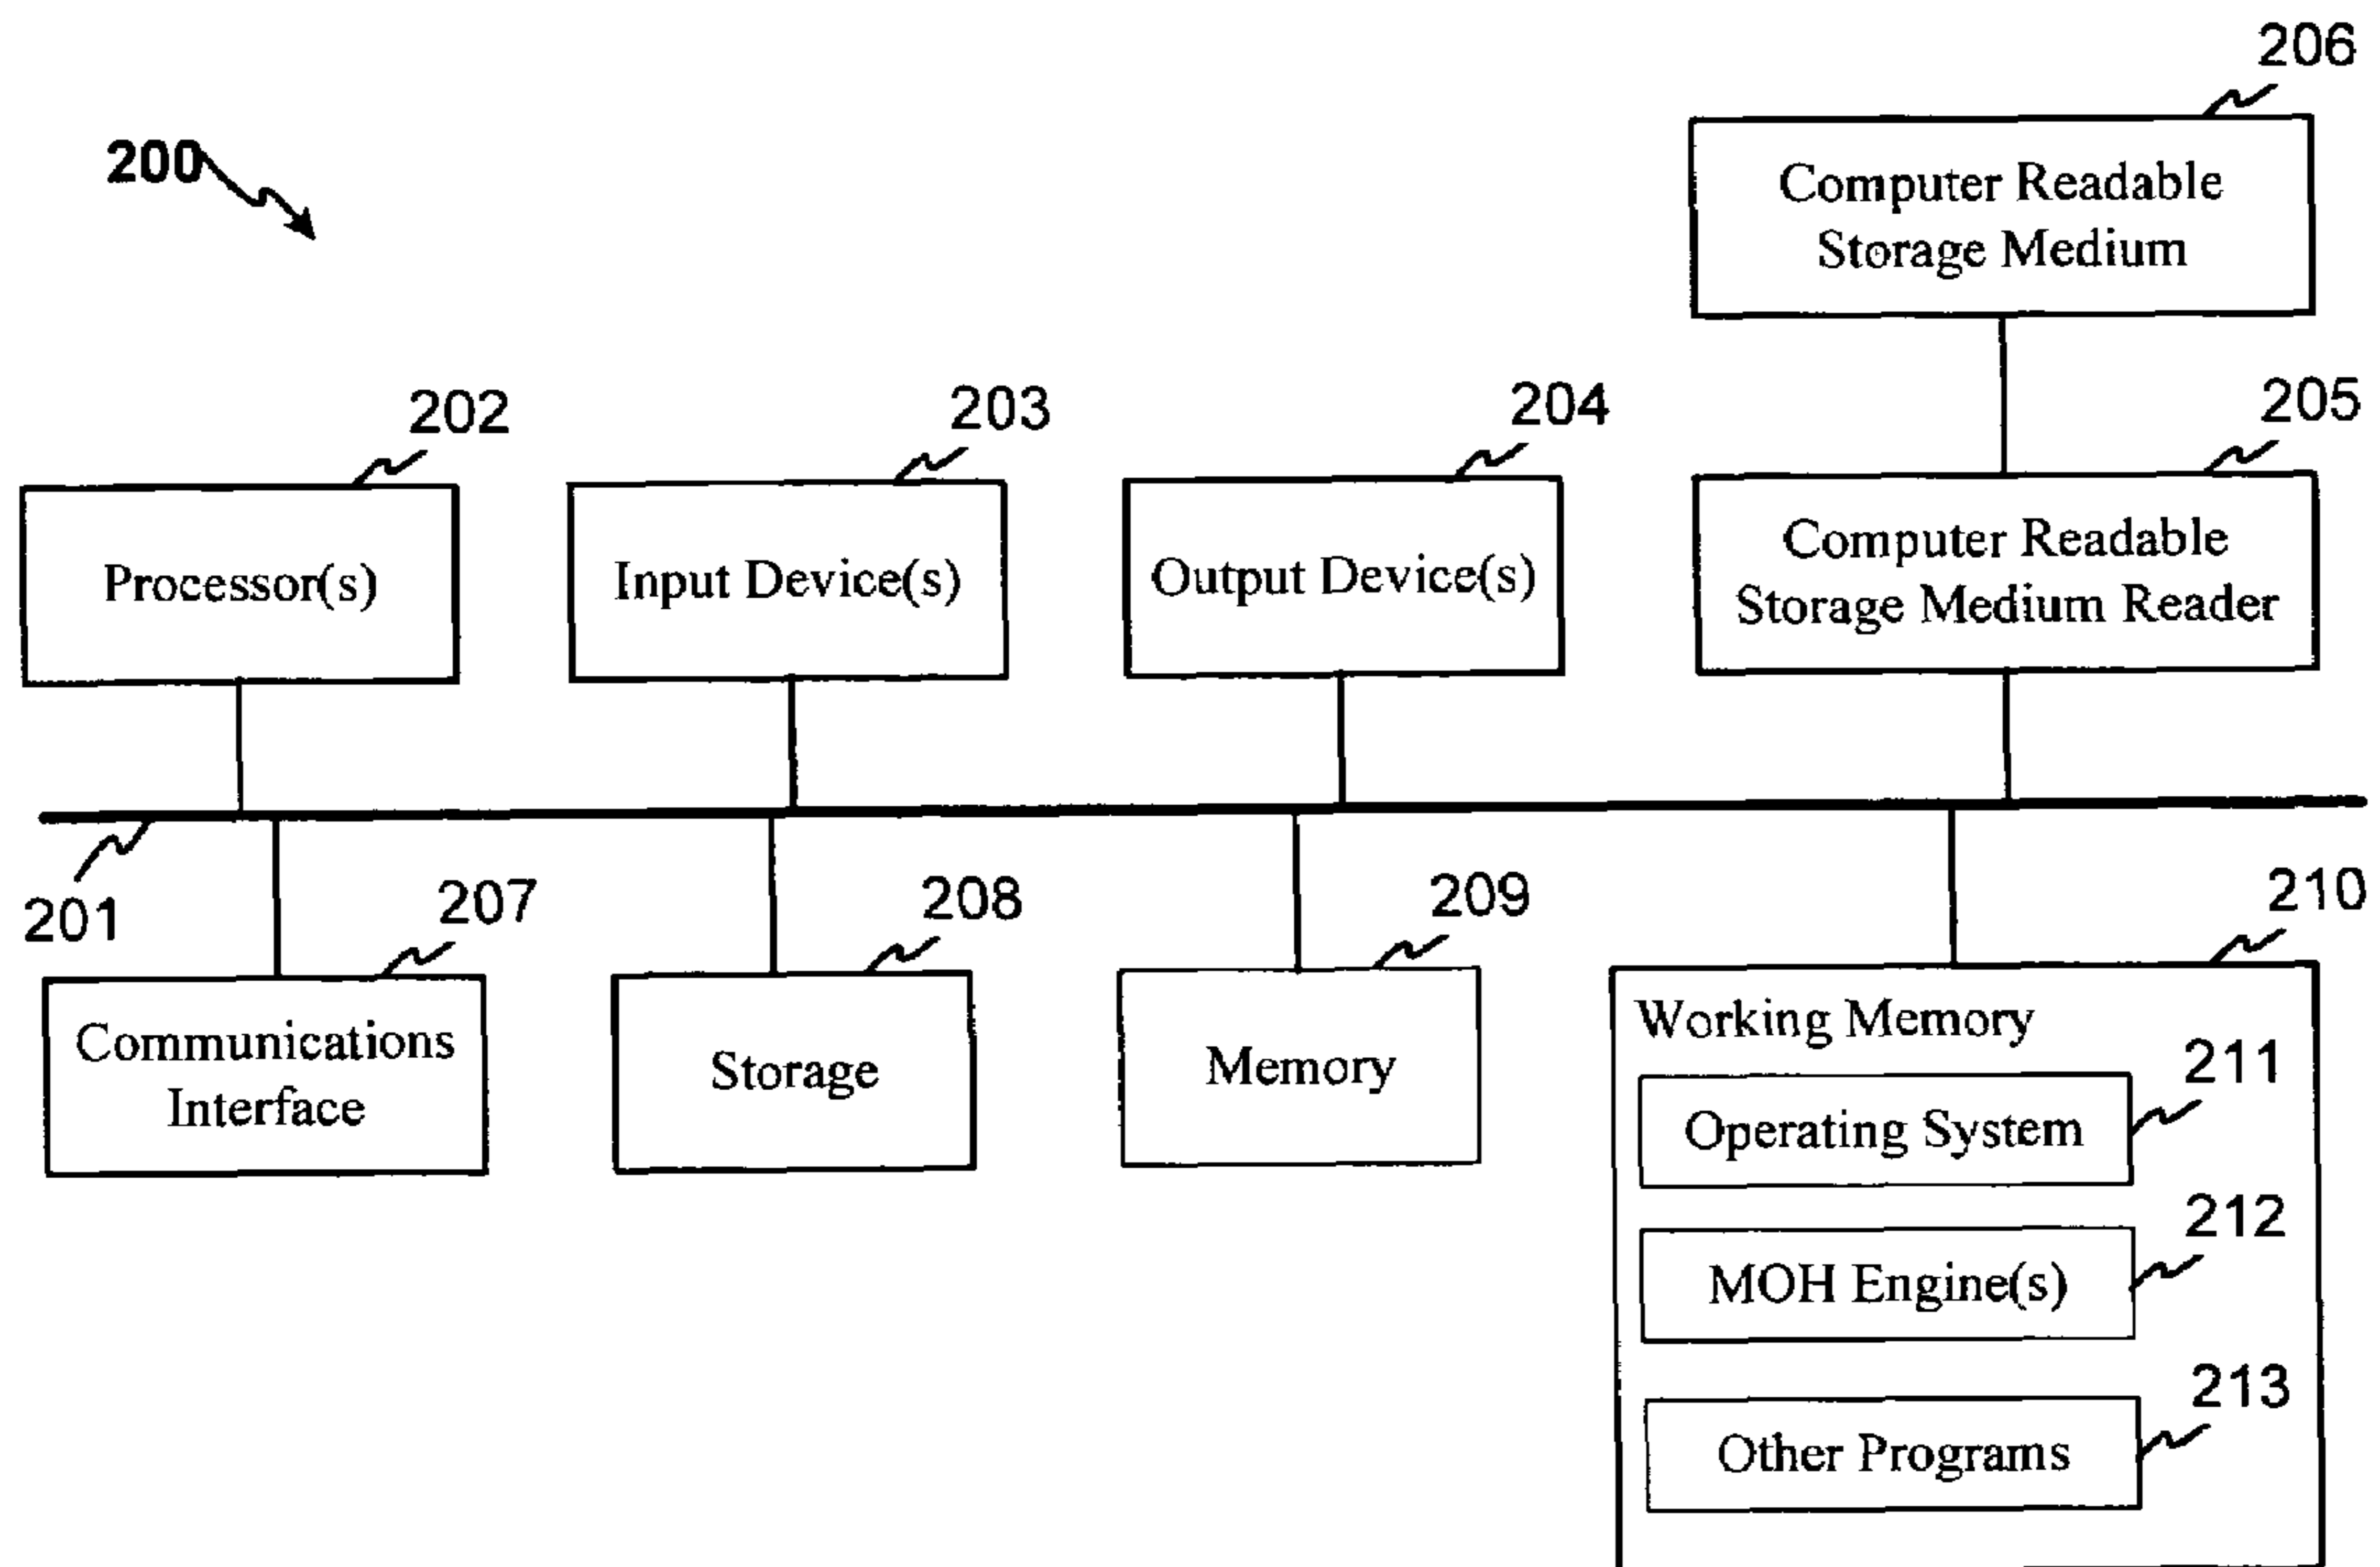 206
200
Computer Readable
Storage Medium
202
203
204
205
Processor(s)
Input Device(s)
Output Device(s)
Computer Readable
Storage Medium Reader
201
207
208
209
210
Communications
Interface
Storage
Memory
Working Memory
211
Operating System
212
MOH Engine(s)
213
Other Programs